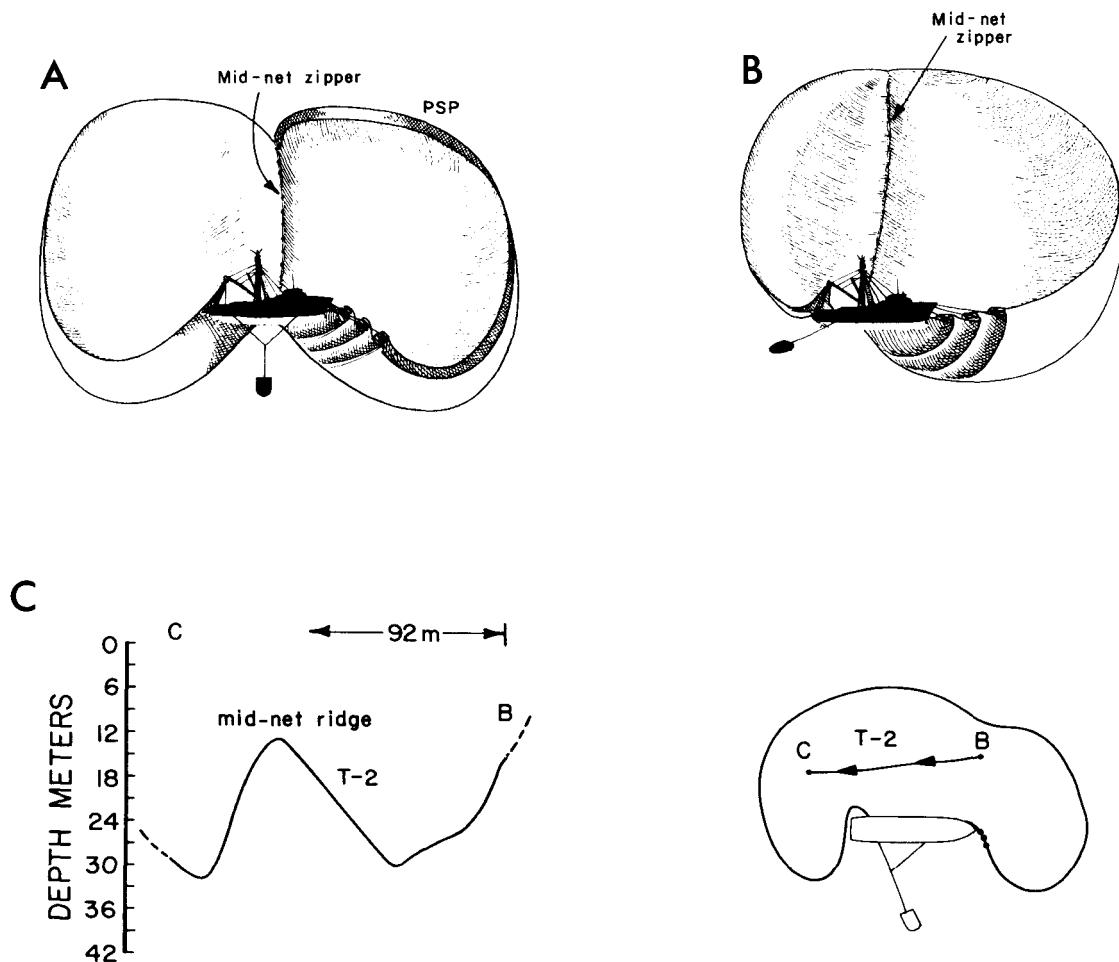 A
Mid-net zipper
PSP
B
Mid-net
zipper
C
C
92m
0
6
12
18
24
30
36
42
DEPTH METERS
mid-net ridge
T-2
B
C
T-2
B